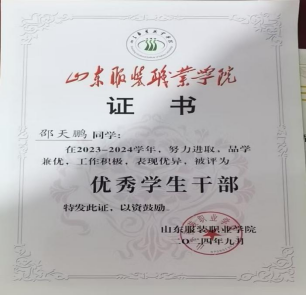 山东服装职业学院
证书
邵天鹏同学:
在2023-2024学年,努力进取,品学
兼优,工作积极,表现优异,被评为
优秀学生干部
特发此证,以资鼓励。
山东服装职业学院
二〇二四年九月